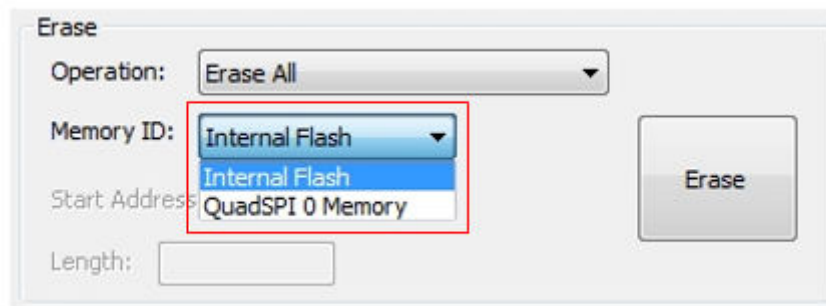 Erase
Operation: Erase All
Memory ID: Internal Flash
Internal Flash
Erase
Start Address
QuadSPI 0 Memory
Length: